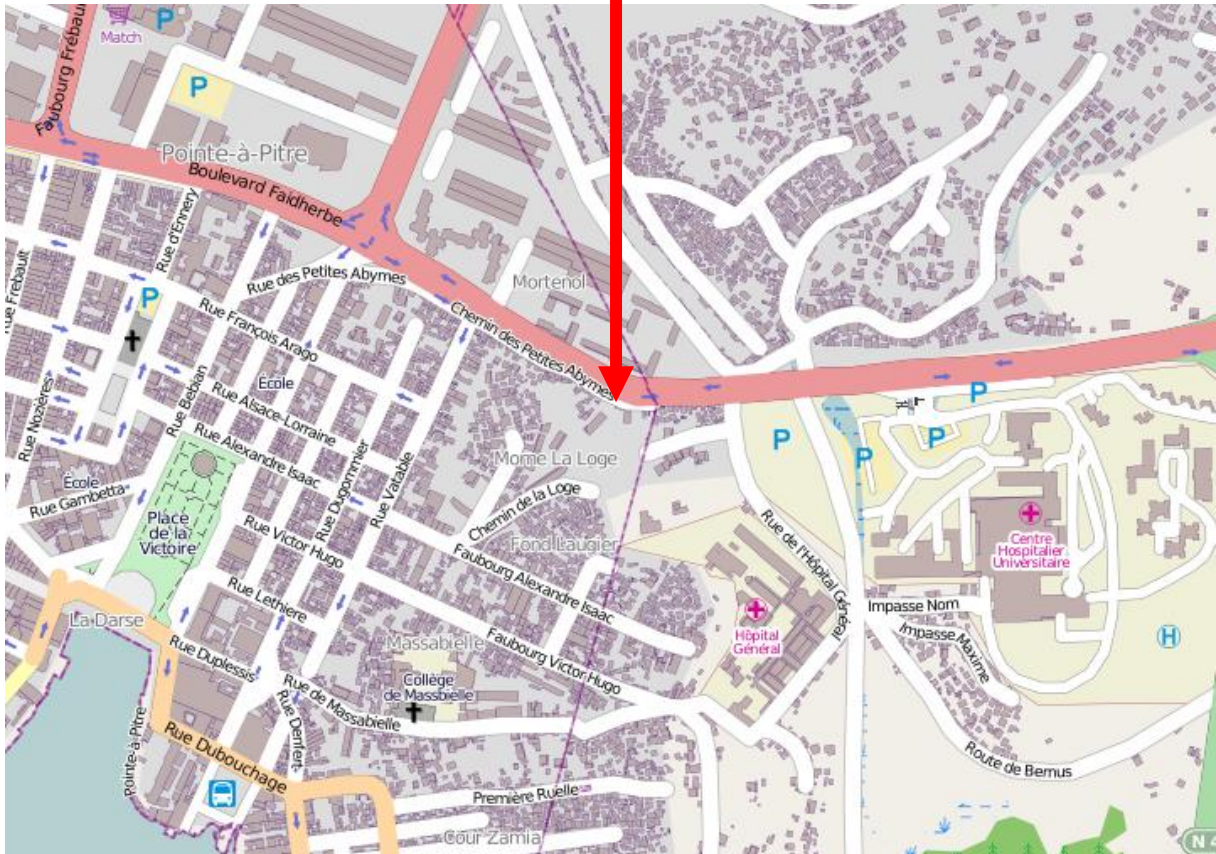 Match
P
P
Faubourg Frébau
Pointe-à-Pitre
Boulevard Faidherbe
Rue d'Ennery
Rue des Petites Abymes
Mortenol
Chemin des Petites Abymes
P
Rue François Arago
Rue Frébault
École
Rue Alsace-Lorraine
Rue Bebian
Rue Nozières
Rue Alexandre Isaac
Rue Dugommier
Rue Vatable
Morne La Loge
P
P
P
P
École
Rue Gambetta
Place
de la
Victoire
Chemin de la Loge
Rue Victor Hugo
Fond Laugier
Rue de l'Hôpital Général
Centre
Hospitalier
Universitaire
Faubourg Alexandre Isaac
Rue Lethiere
La Darse
Impasse Nom
Impasse Maxime
Hôpital
Général
H
Massabielle
Faubourg Victor Hugo
Rue Duplessis
Collège
de Massbielle
Rue de Massabielle
Rue Denfert-
Pointe-à-Pitre
Rue Dubouchage
Route de Bernus
Première Ruelle
Cour Zamia
N 4